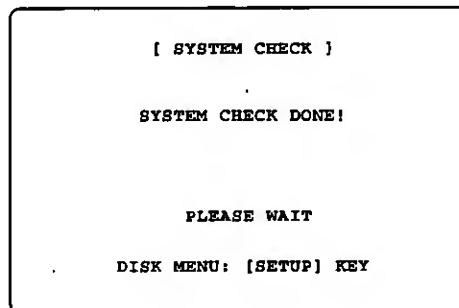 [ SYSTEM CHECK ]
SYSTEM CHECK DONE!
PLEASE WAIT
DISK MENU: [SETUP] KEY